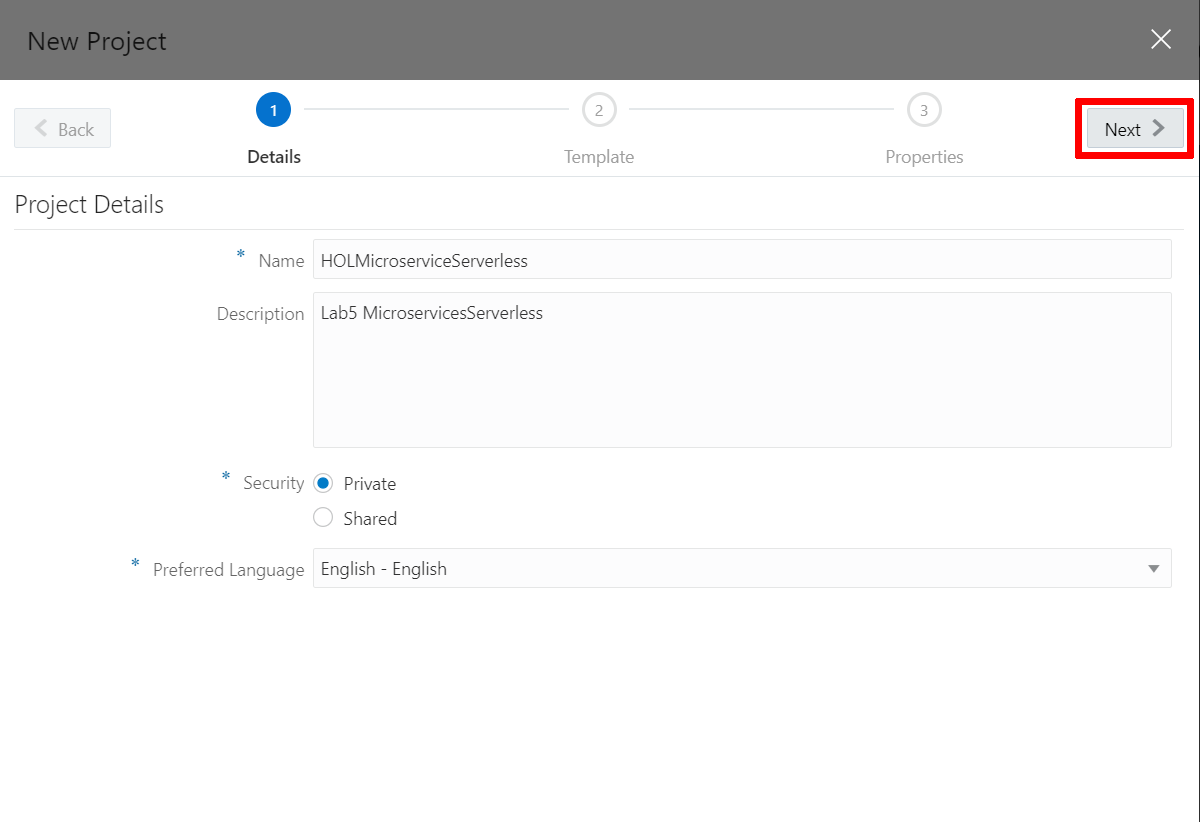 New Project
Back
1
2
3
Next
Details
Template
Properties
Project Details
* Name
HOLMicroserviceServerless
Description
Lab5 MicroservicesServerless
* Security
Private
Shared
* Preferred Language
English - English